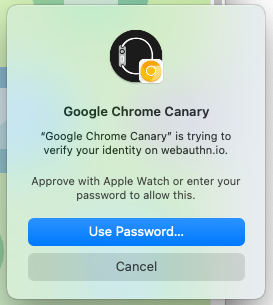 Google Chrome Canary
“Google Chrome Canary” is trying to
verify your identity on webauthn.io.
Approve with Apple Watch or enter your
password to allow this.
Use Password...
Cancel